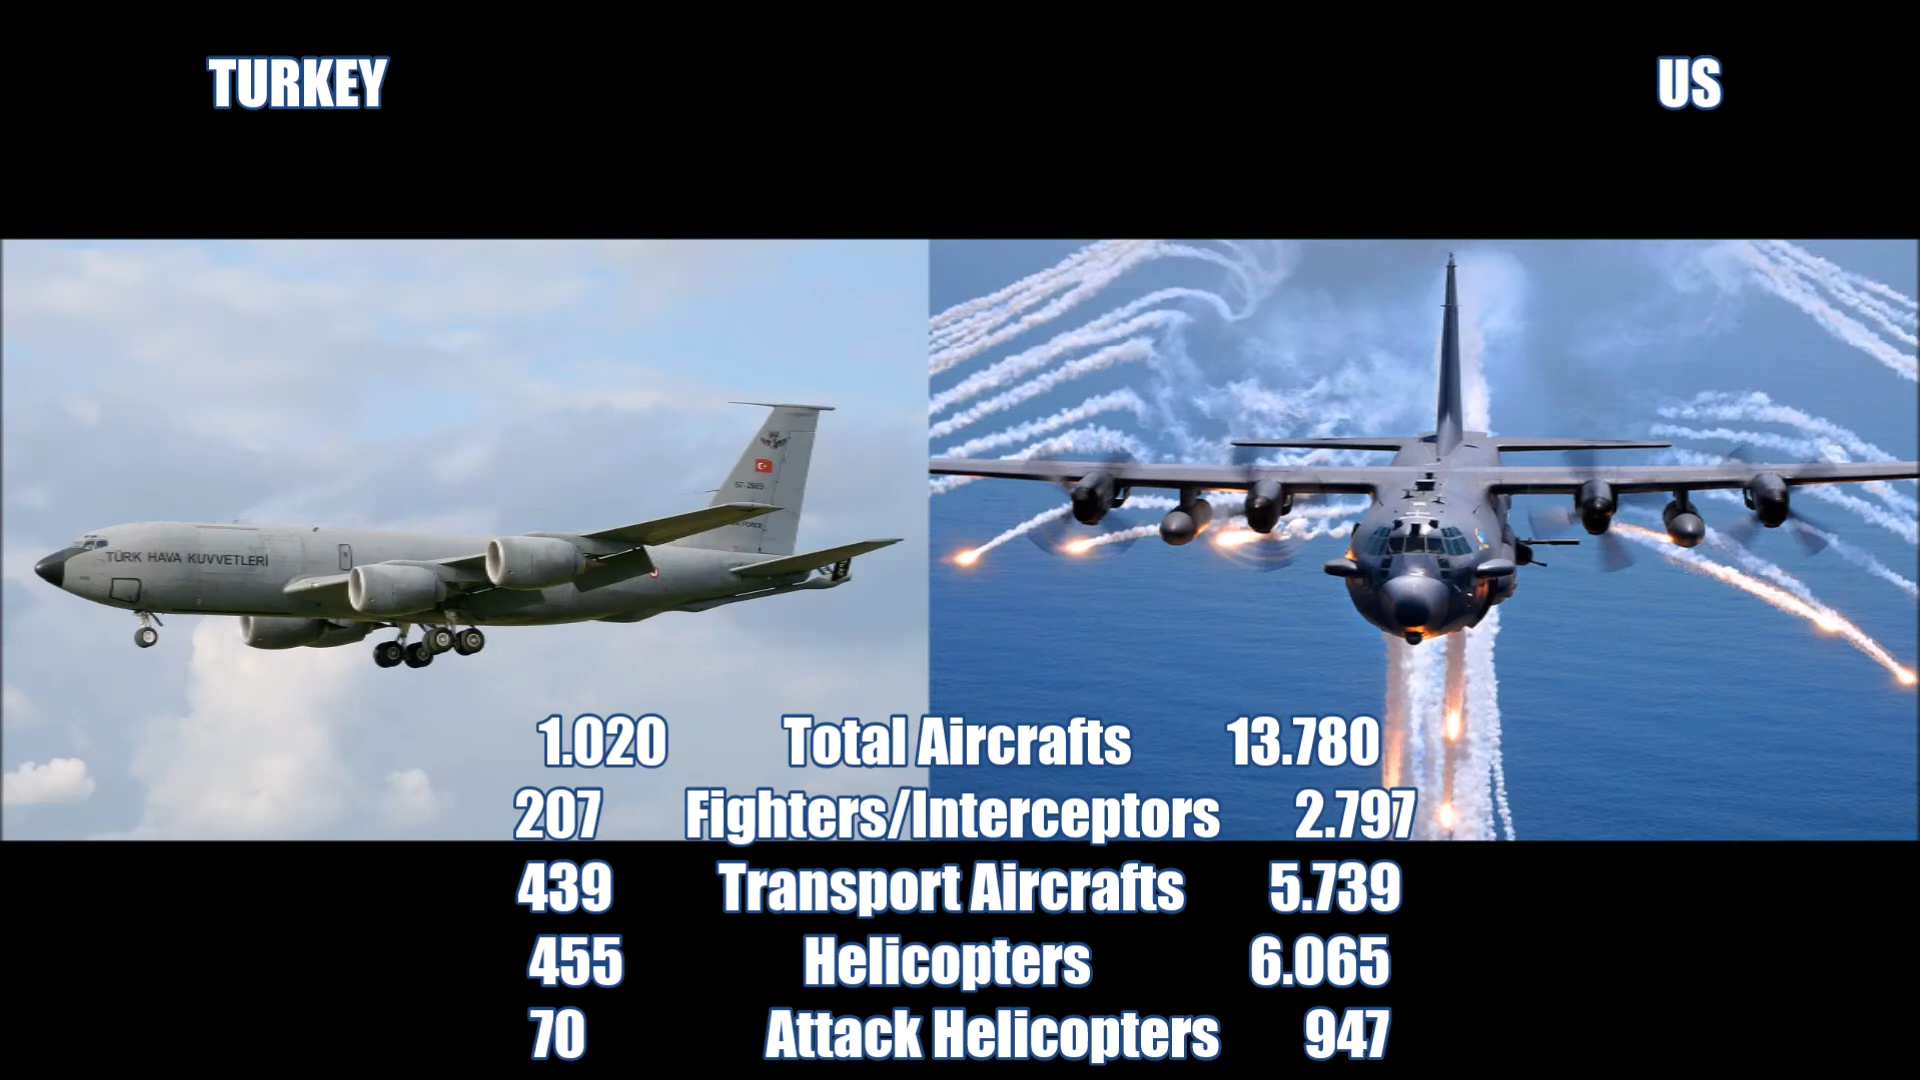 TURKEY
US
TÜRK HAVA KUVVETLERİ
1.020 Total Aircrafts 13.780
207 Fighters/Interceptors 2.797
439 Transport Aircrafts 5.739
455 Helicopters 6.065
70 Attack Helicopters 947